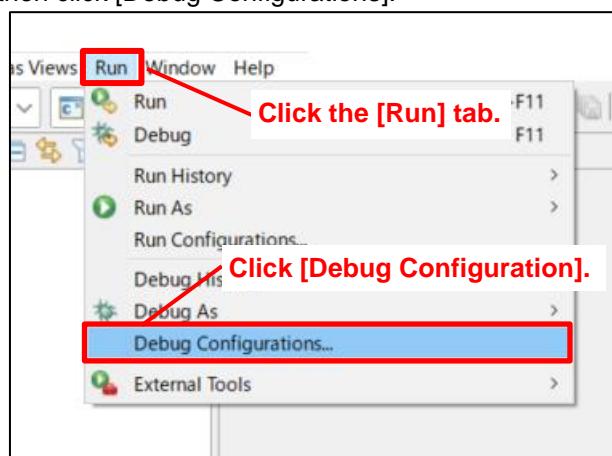 then click [Debug Configurations].
as Views Run Window Help
Run F11
Click the [Run] tab.
Debug F11
Run History
Run As
Run Configurations...
Click [Debug Configuration].
Debug His
Debug As
Debug Configurations...
External Tools